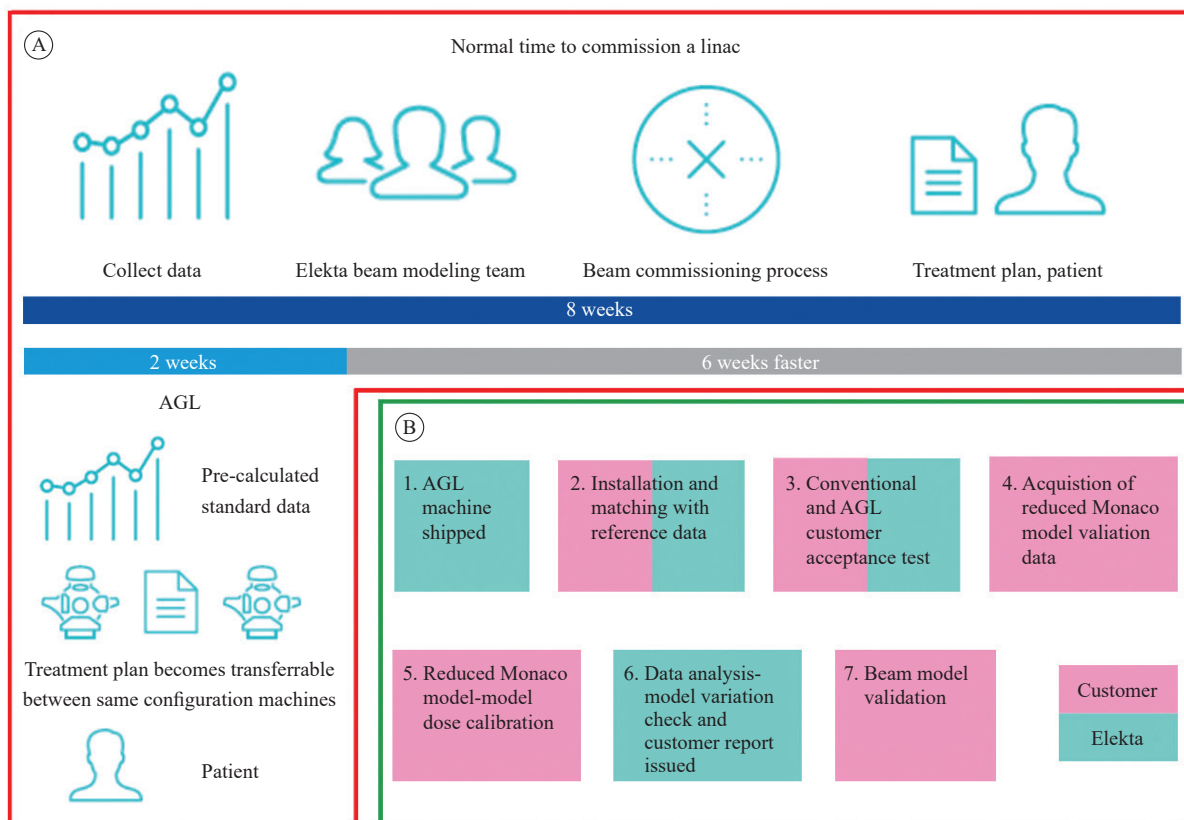 A
Normal time to commission a linac
Collect data
Elekta beam modeling team
Beam commissioning process
Treatment plan, patient
8 weeks
2 weeks
6 weeks faster
AGL
Pre-calculated
standard data
Treatment plan becomes transferrable
between same configuration machines
Patient
B
1. AGL
machine
shipped
2. Installation and
matching with
reference data
3. Conventional
and AGL
customer
acceptance test
4. Acquistion of
reduced Monaco
model valiation
data
5. Reduced Monaco
model-model
dose calibration
6. Data analysis-
model variation
check and
customer report
issued
7. Beam model
validation
Customer
Elekta